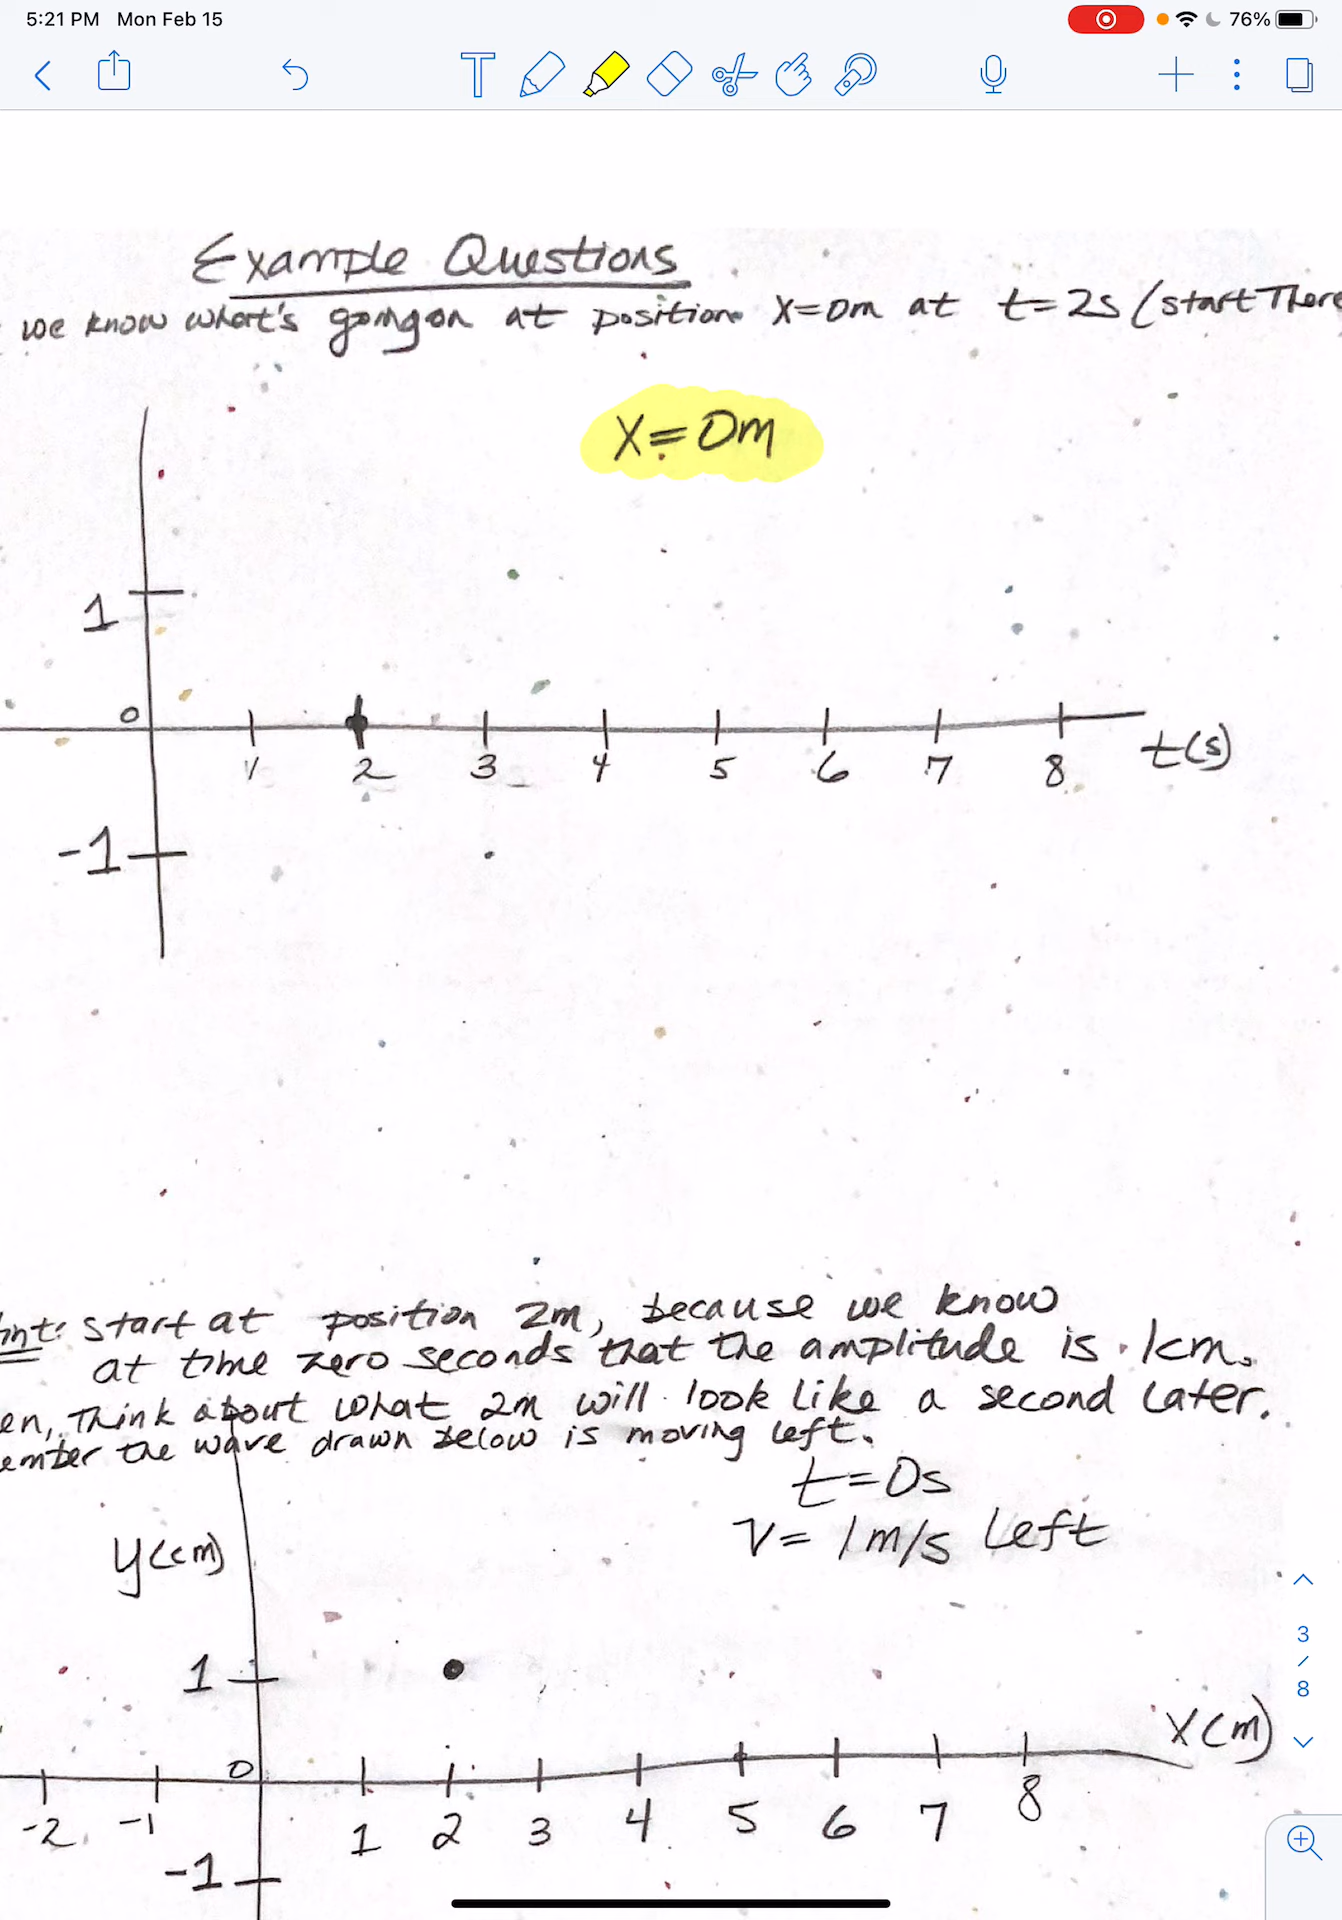 5:21 PM Mon Feb 15
76%
T
Example Questions
we know what's going on at position X=0m at t=2s (start There
X=0m
1
0
1 2 3 4 5 6 7 8
t(s)
-1
int: start at position 2m, because we know
at time zero seconds that the amplitude is 1cm.
en, Think about what 2m will look like a second later.
ember the wave drawn below is moving left.
t=0s
V= 1m/s Left
y(cm)
3
/
8
1
X(m)
0
-2 -1 1 2 3 4 5 6 7 8
-1